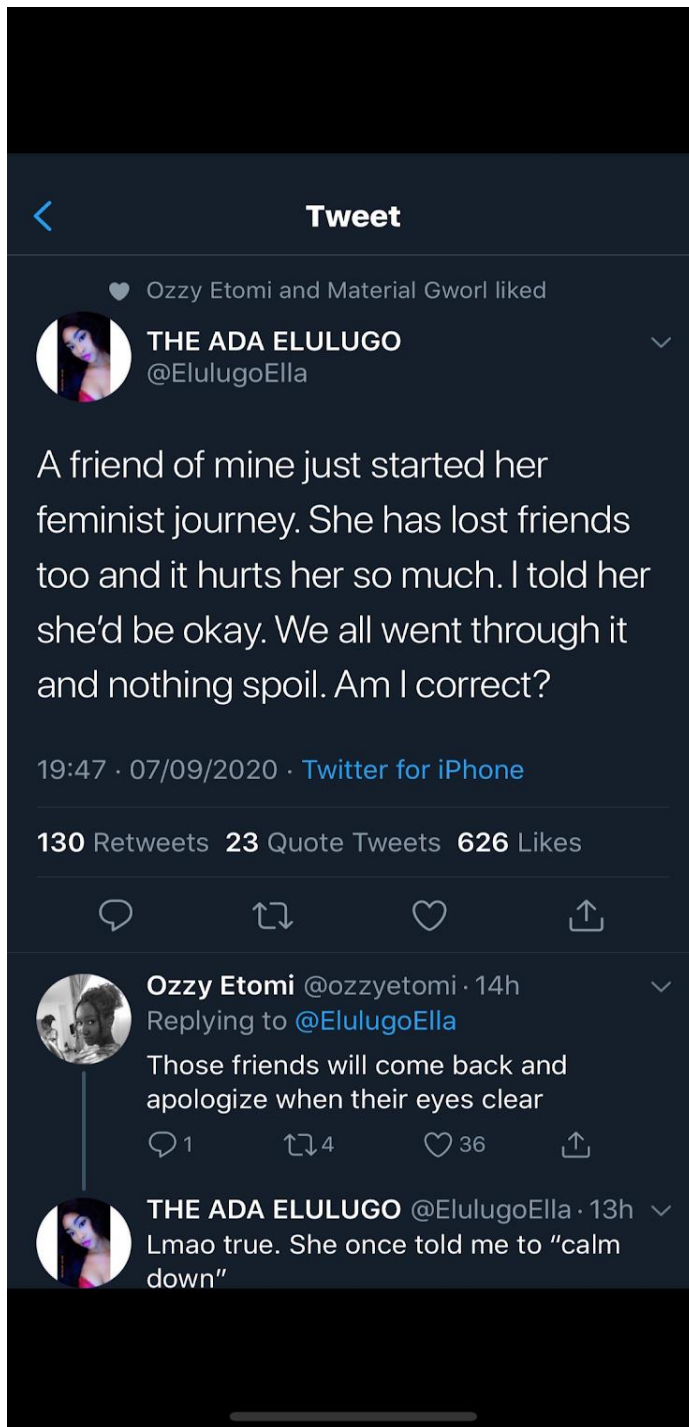 Tweet
Ozzy Etomi and Material Gworl liked
THE ADA ELULUGO
@ElulugoElla
A friend of mine just started her
feminist journey. She has lost friends
too and it hurts her so much. I told her
she'd be okay. We all went through it
and nothing spoil. Am I correct?
19:47 · 07/09/2020 · Twitter for iPhone
130 Retweets 23 Quote Tweets 626 Likes
Ozzy Etomi @ozzyetomi · 14h
Replying to @ElulugoElla
Those friends will come back and
apologize when their eyes clear
1 4 36
THE ADA ELULUGO @ElulugoElla · 13h
Lmao true. She once told me to “calm
down”